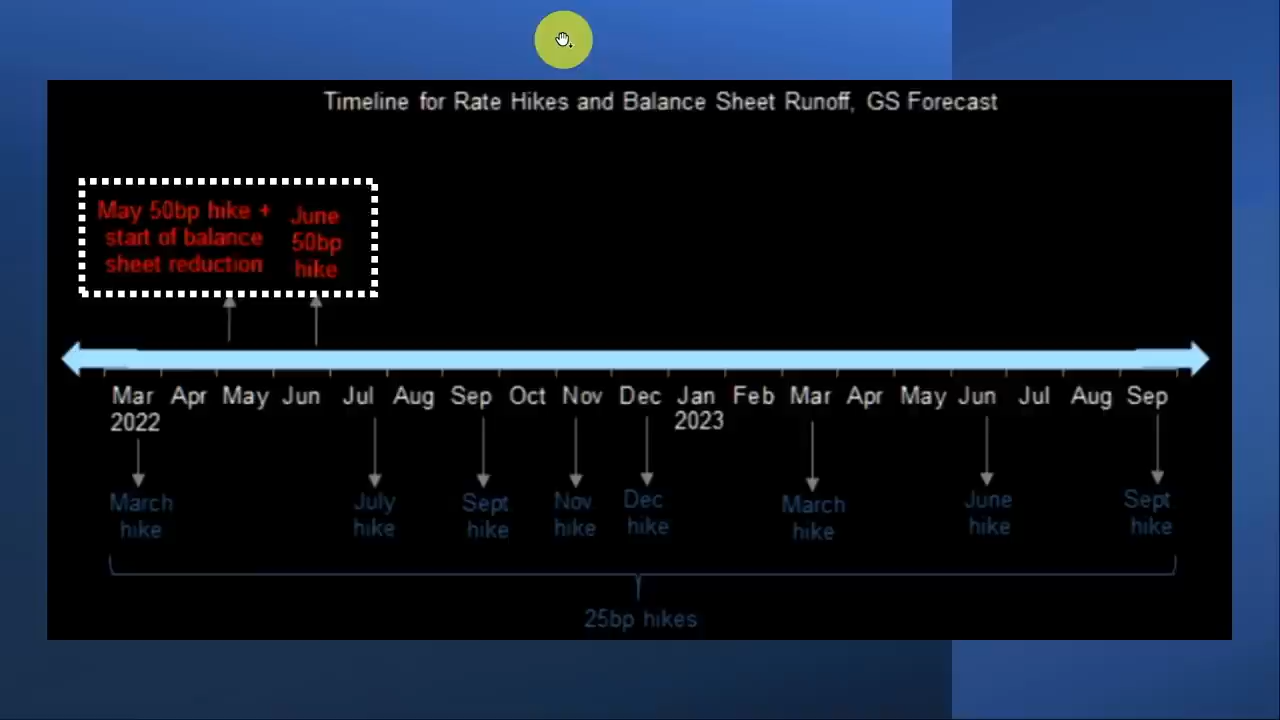 Timeline for Rate Hikes and Balance Sheet Runoff, GS Forecast
May 50bp hike +
start of balance
sheet reduction
June
50bp
hike
Mar Apr May Jun Jul Aug Sep Oct Nov Dec Jan Feb Mar Apr May Jun Jul Aug Sep
2022 2023
March
hike
July
hike
Sept
hike
Nov
hike
Dec
hike
March
hike
June
hike
Sept
hike
25bp hikes